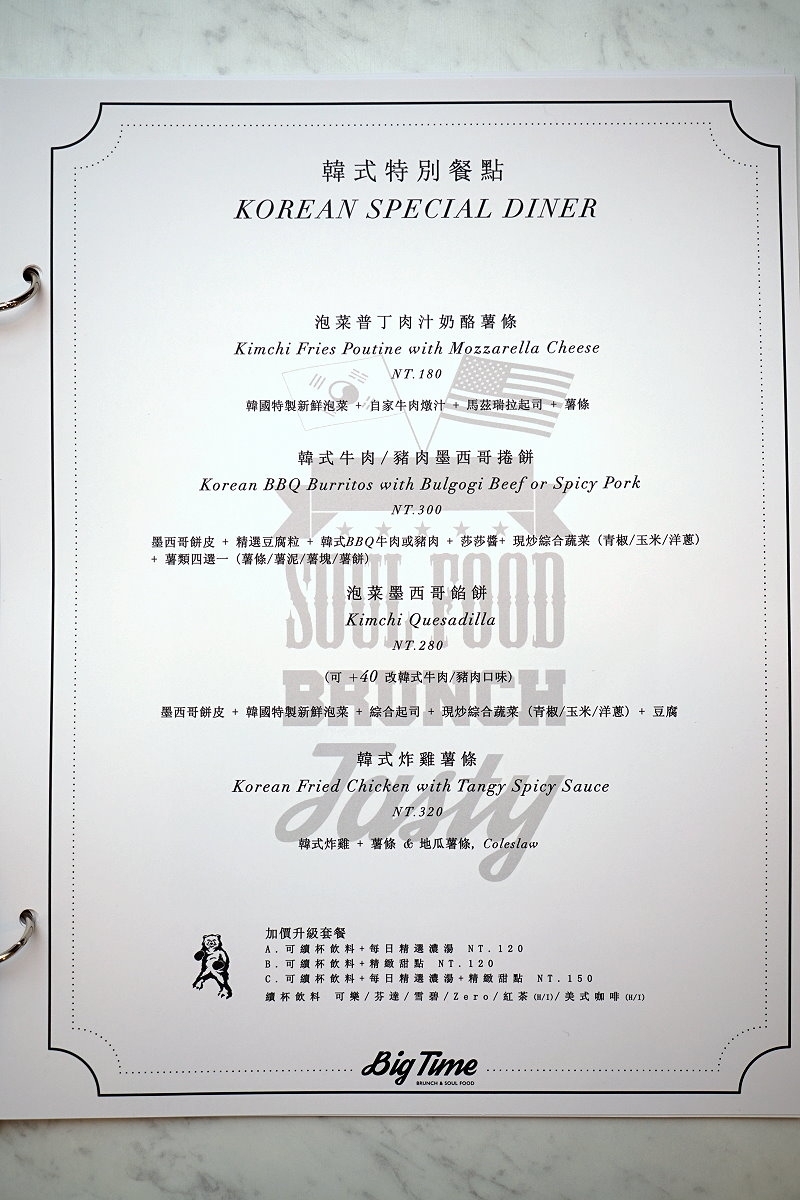 韓式特別餐點
KOREAN SPECIAL DINER
泡菜普丁肉汁奶酪薯條
Kimchi Fries Poutine with Mozzarella Cheese
NT.180
韓國特製新鮮泡菜 + 自家牛肉燉汁 + 馬茲瑞拉起司 + 薯條
韓式牛肉/豬肉墨西哥捲餅
Korean BBQ Burritos with Bulgogi Beef or Spicy Pork
NT.300
墨西哥餅皮 + 精選豆腐粒 + 韓式BBQ牛肉或豬肉 + 莎莎醬+ 現炒綜合蔬菜 (青椒/玉米/洋蔥)
+ 薯類四選一 (薯條/薯泥/薯塊/薯餅)
SOUL FOOD
泡菜墨西哥餡餅
Kimchi Quesadilla
NT.280
(可 +40 改韓式牛肉/豬肉口味)
BRUNCH
墨西哥餅皮 + 韓國特製新鮮泡菜 + 綜合起司 + 現炒綜合蔬菜 (青椒/玉米/洋蔥) + 豆腐
韓式炸雞薯條
Korean Fried Chicken with Tangy Spicy Sauce
Tasty
NT.320
韓式炸雞 + 薯條 & 地瓜薯條, Coleslaw
加價升級套餐
A.可續杯飲料+每日精選濃湯 NT.120
B.可續杯飲料+精緻甜點 NT.120
C.可續杯飲料+每日精選濃湯+精緻甜點 NT.150
續杯飲料 可樂/芬達/雪碧/Zero/紅茶(H/I)/美式咖啡(H/I)
Big Time
BRUNCH & SOUL FOOD